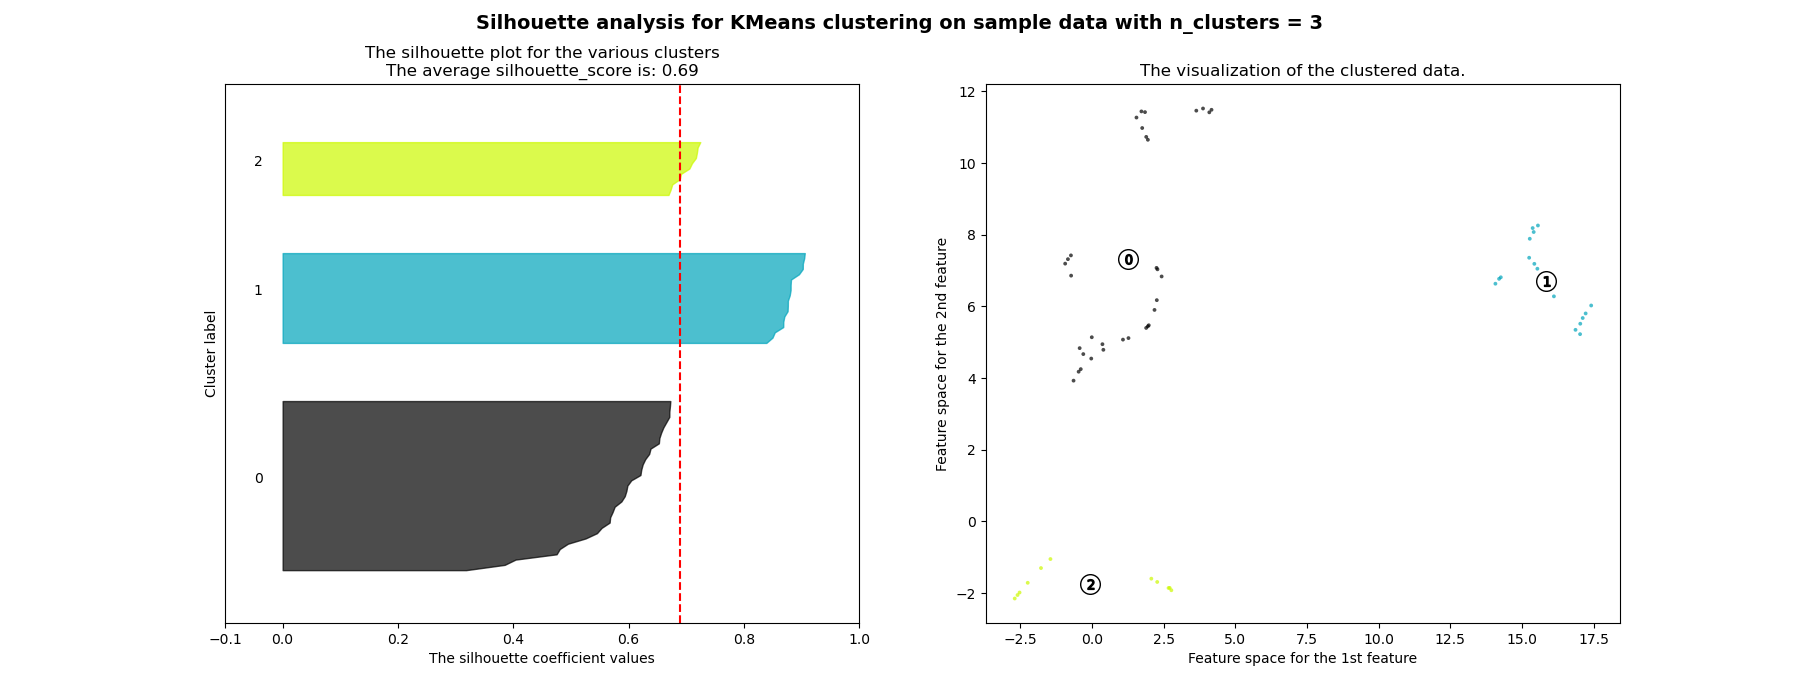 Silhouette analysis for KMeans clustering on sample data with n_clusters = 3
The silhouette plot for the various clusters
The average silhouette_score is: 0.69
2
1
0
Cluster label
−0.1 0.0 0.2 0.4 0.6 0.8 1.0
The silhouette coefficient values
The visualization of the clustered data.
12
10
8
6
4
2
0
−2
Feature space for the 2nd feature
0
1
2
−2.5 0.0 2.5 5.0 7.5 10.0 12.5 15.0 17.5
Feature space for the 1st feature